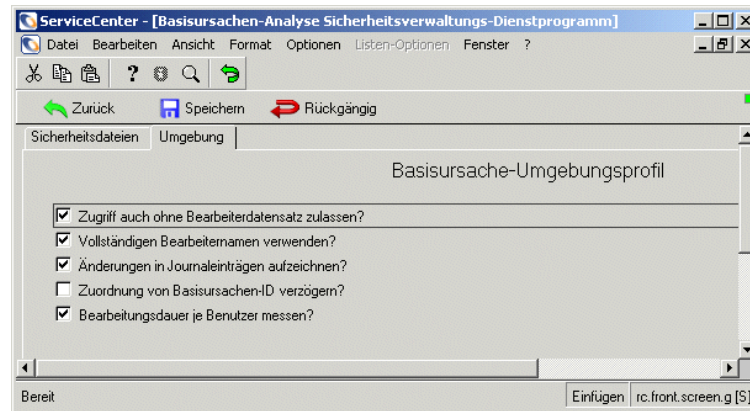 ServiceCenter - [Basisursachen-Analyse Sicherheitsverwaltungs-Dienstprogramm]
Datei Bearbeiten Ansicht Format Optionen Listen-Optionen Fenster ?
Zurück Speichern Rückgängig
Sicherheitsdateien Umgebung
Basisursache-Umgebungsprofil
Zugriff auch ohne Bearbeiterdatensatz zulassen?
Vollständigen Bearbeiternamen verwenden?
Änderungen in Journaleinträgen aufzeichnen?
Zuordnung von Basisursachen-ID verzögern?
Bearbeitungsdauer je Benutzer messen?
Bereit Einfügen rc.front.screen.g [S]